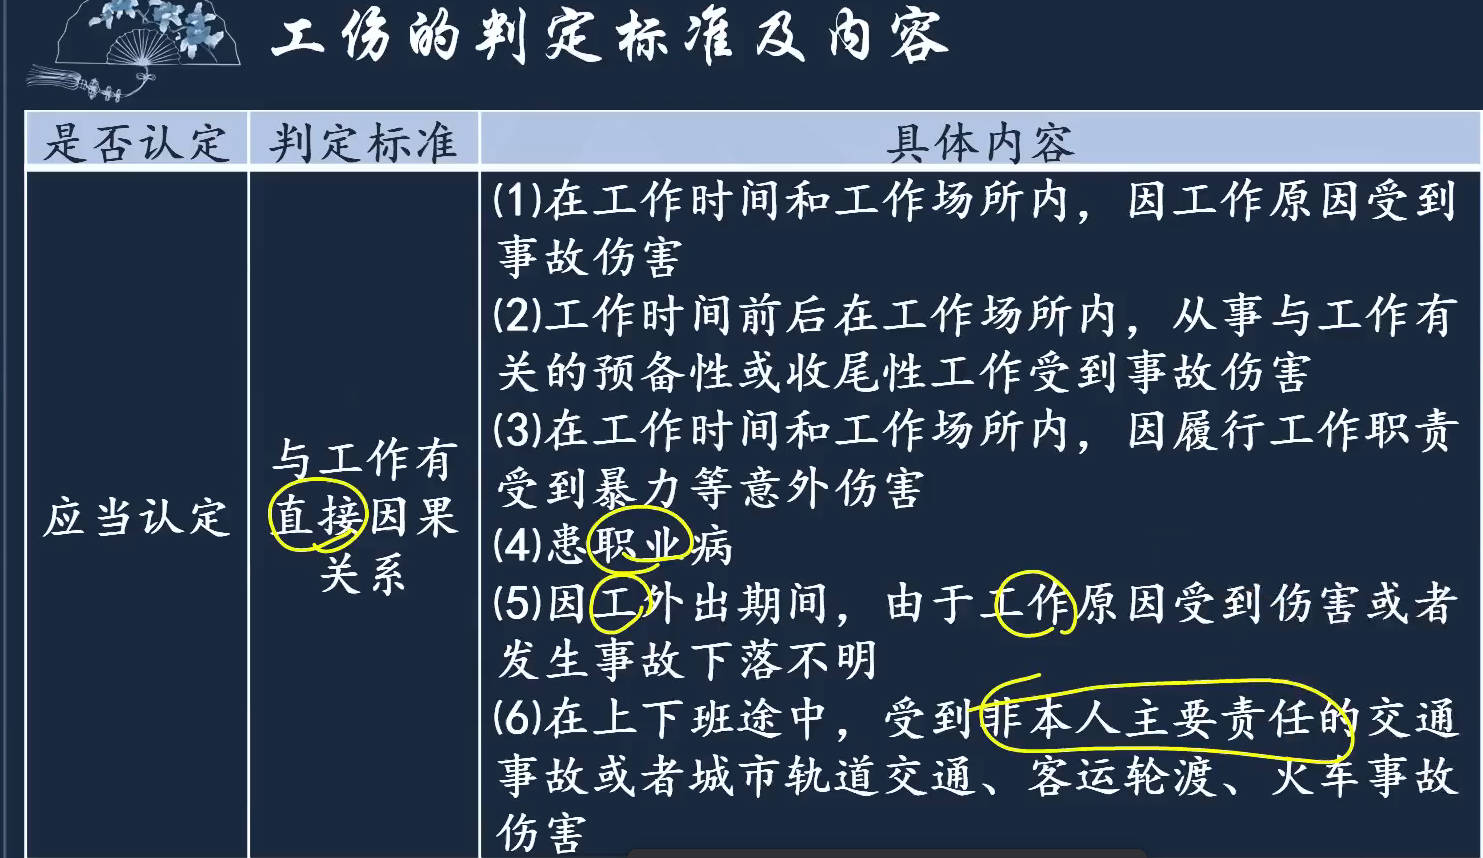 工伤的判定标准及内容
是否认定
判定标准
具体内容
应当认定
与工作有
直接因果
关系
(1)在工作时间和工作场所内，因工作原因受到
事故伤害
(2)工作时间前后在工作场所内，从事与工作有
关的预备性或收尾性工作受到事故伤害
(3)在工作时间和工作场所内，因履行工作职责
受到暴力等意外伤害
(4)患职业病
(5)因工外出期间，由于工作原因受到伤害或者
发生事故下落不明
(6)在上下班途中，受到非本人主要责任的交通
事故或者城市轨道交通、客运轮渡、火车事故
伤害